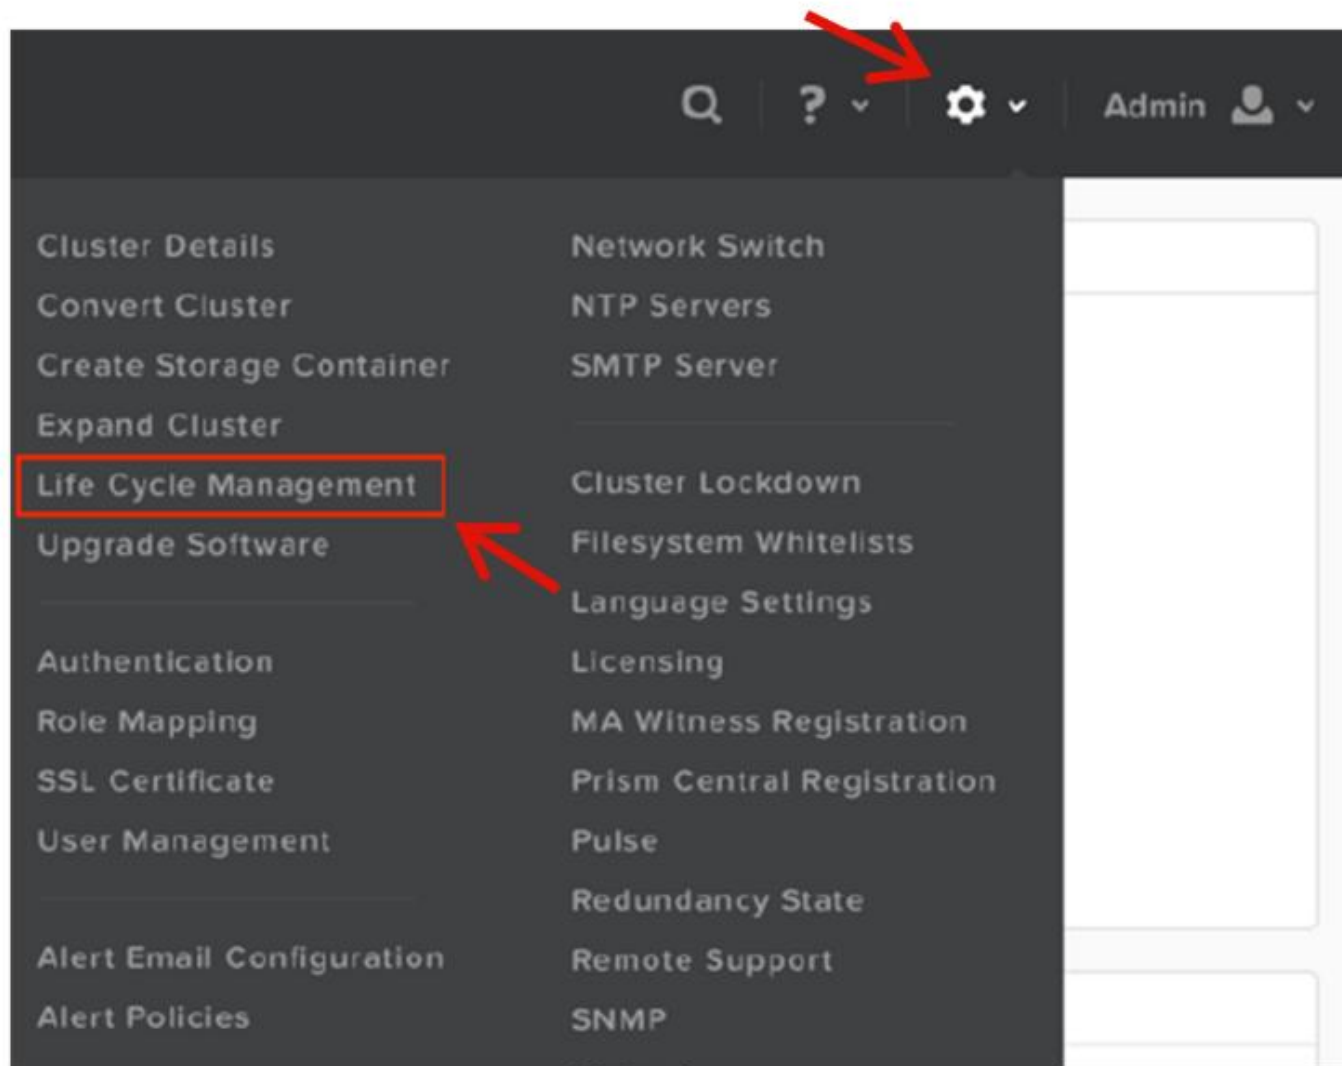 ? Admin
Cluster Details
Convert Cluster
Create Storage Container
Expand Cluster
Life Cycle Management
Upgrade Software
Authentication
Role Mapping
SSL Certificate
User Management
Alert Email Configuration
Alert Policies
Network Switch
NTP Servers
SMTP Server
Cluster Lockdown
Filesystem Whitelists
Language Settings
Licensing
MA Witness Registration
Prism Central Registration
Pulse
Redundancy State
Remote Support
SNMP